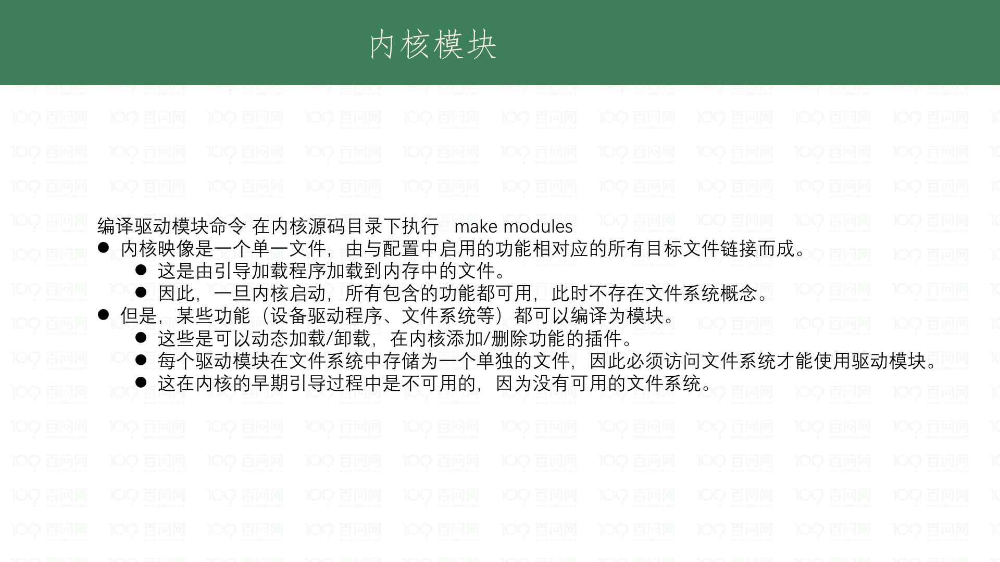 内核模块
编译驱动模块命令 在内核源码目录下执行 make modules
● 内核映像是一个单一文件，由与配置中启用的功能相对应的所有目标文件链接而成。
● 这是由引导加载程序加载到内存中的文件。
● 因此，一旦内核启动，所有包含的功能都可用，此时不存在文件系统概念。
● 但是，某些功能（设备驱动程序、文件系统等）都可以编译为模块。
● 这些是可以动态加载/卸载，在内核添加/删除功能的插件。
● 每个驱动模块在文件系统中存储为一个单独的文件，因此必须访问文件系统才能使用驱动模块。
● 这在内核的早期引导过程中是不可用的，因为没有可用的文件系统。
百问网
www.100ask.net